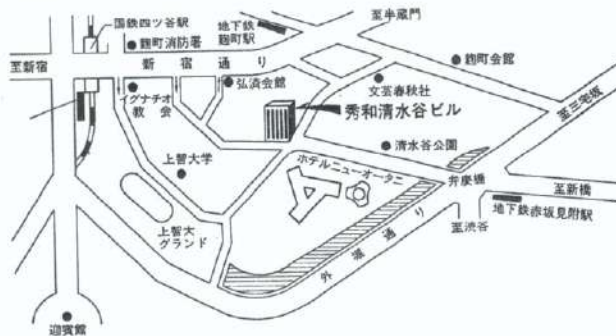 国鉄四ツ谷駅
地下鉄
麹町駅
至半蔵門
麹町消防署
麹町会館
至新宿
新宿通り
弘済会館
文芸春秋社
イグナチオ
教会
秀和清水谷ビル
至三宅坂
清水谷公園
上智大学
ホテルニューオータニ
弁慶橋
至新橋
地下鉄赤坂見附駅
上智大
グランド
至渋谷
外堀通り
迎賓館